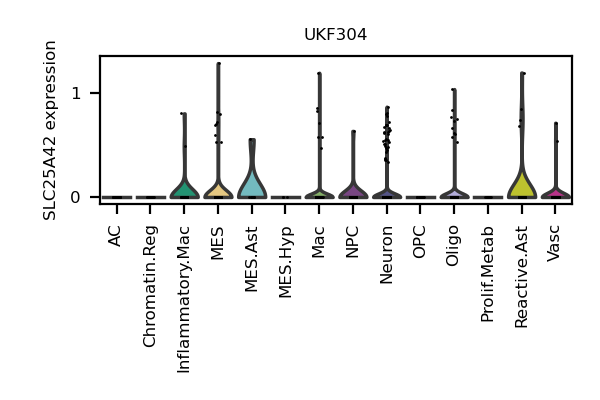 UKF304
SLC25A42 expression
1
0
AC
Chromatin.Reg
Inflammatory.Mac
MES
MES.Ast
MES.Hyp
Mac
NPC
Neuron
OPC
Oligo
Prolif.Metab
Reactive.Ast
Vasc